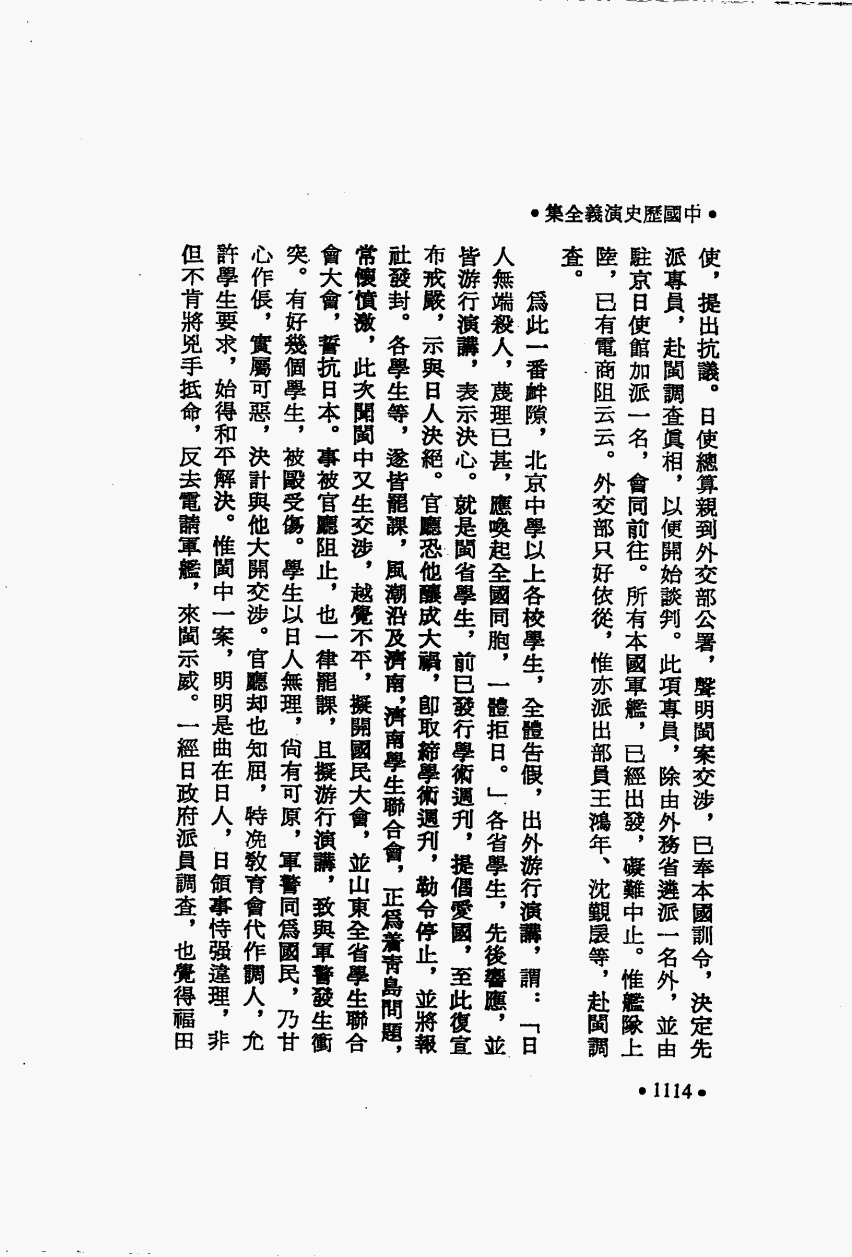 •中國歷史演義全集•
使，提出抗議。日使總算親到外交部公署，聲明閩案交涉，已奉本國訓令，決定先
派專員，赴閩調查眞相，以便開始談判。此項專員，除由外務省遴派一名外，並由
駐京日使館加派一名，會同前往。所有本國軍艦，已經出發，礙難中止。惟艦隊上
陸，已有電商阻云云。外交部只好依從，惟亦派出部員王鴻年、沈覲扆等，赴閩調
查。
爲此一番衅隙，北京中學以上各校學生，全體告假，出外游行演講，謂：「日
人無端殺人，蔑理已甚，應喚起全國同胞，一體拒日。」各省學生，先後響應，並
皆游行演講，表示決心。就是閩省學生，前已發行學術週刊，提倡愛國，至此復宣
布戒嚴，示與日人決絕。官廳恐他釀成大禍，卽取締學術週刊，勒令停止，並將報
社發封。各學生等，遂皆罷課，風潮沿及濟南，濟南學生聯合會，正爲着靑島問題，
常懷憤激，此次聞閩中又生交涉，越覺不平，擬開國民大會，並山東全省學生聯合
會大會，誓抗日本。事被官廳阻止，也一律罷課，且擬游行演講，致與軍警發生衝
突。有好幾個學生，被毆受傷。學生以日人無理，尙有可原，軍警同爲國民，乃甘
心作倀，實屬可惡，決計與他大開交涉。官廳却也知屈，特浼敎育會代作調人，允
許學生要求，始得和平解決。惟閩中一案，明明是曲在日人，日領事恃强違理，非
但不肯將兇手抵命，反去電請軍艦，來閩示威。一經日政府派員調查，也覺得福田
•1114•